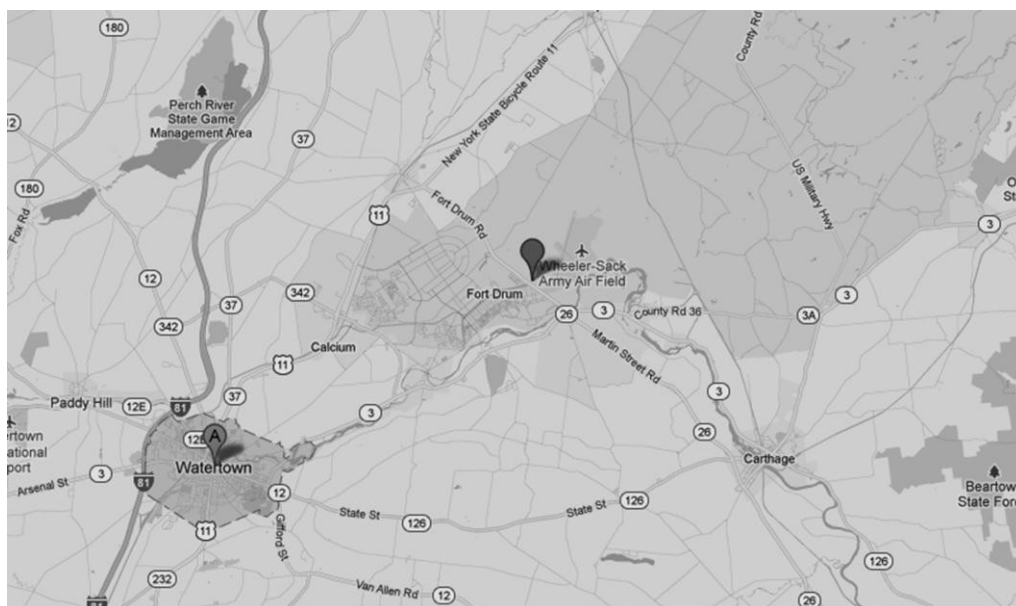 180
County Rd
New York State Bicycle Route 11
Perch River
State Game
Management Area
37
180
Fox Rd
11
Fort Drum Rd
US Military Hwy
3
12
37
342
342
Wheeler-Sack
Army Air Field
Fort Drum
3
26
3
County Rd 36
3A
Calcium
11
Martin Street Rd
Paddy Hill
12E
81
37
3
3
A
Watertown
3
Arsenal St
81
12
26
Carthage
State St
126
State St
126
11
Gifford St
Beartow
State Fore
232
Van Allen Rd
12
126
26